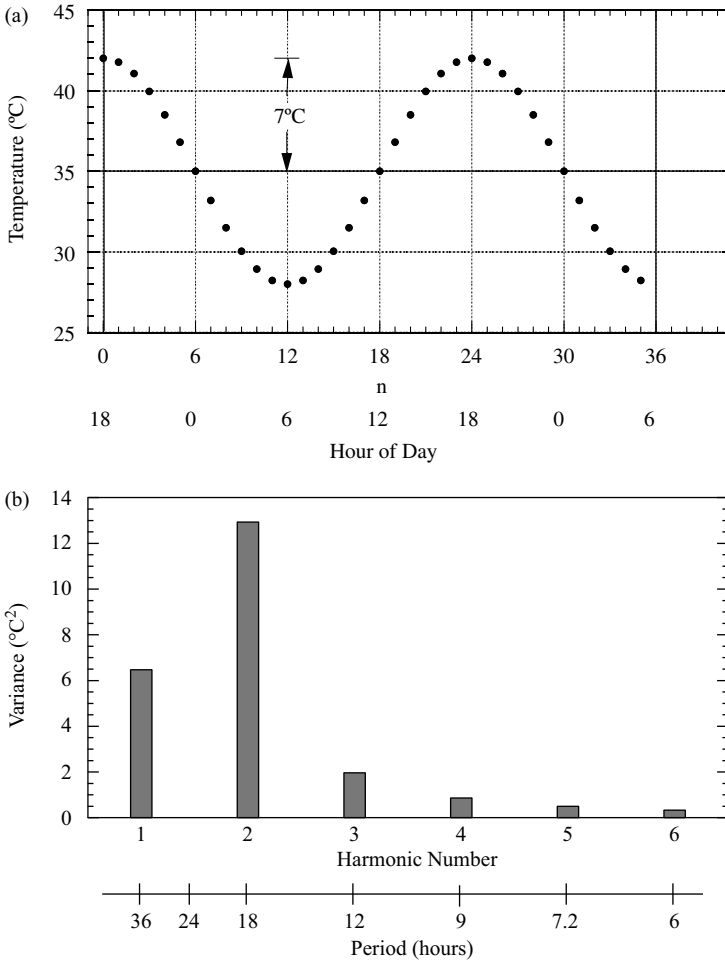 (a)
45
40
35
30
25
Temperature (ºC)
7ºC
0 6 12 18 24 30 36
n
18 0 6 12 18 0 6
Hour of Day
(b)
14
12
10
8
6
4
2
0
Variance (°C²)
1 2 3 4 5 6
Harmonic Number
36 24 18 12 9 7.2 6
Period (hours)